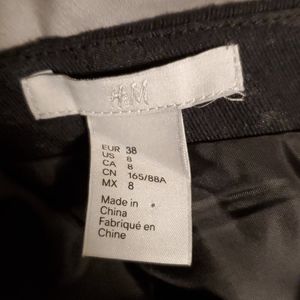 H&M
EUR 38
US 8
CA 8
CN 165/88A
MX 8
Made in
China
Fabriqué en
Chine